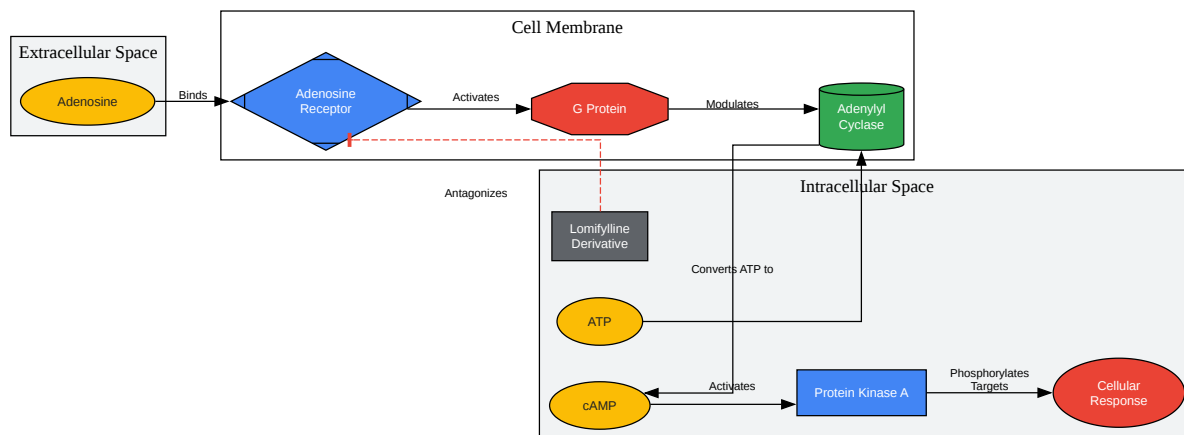 Cell Membrane
Extracellular Space
Adenosine
Binds
Adenosine
Receptor
Activates
G Protein
Modulates
Adenylyl
Cyclase
Antagonizes
Intracellular Space
Lomifylline
Derivative
Converts ATP to
ATP
cAMP
Activates
Protein Kinase A
Phosphorylates
Targets
Cellular
Response